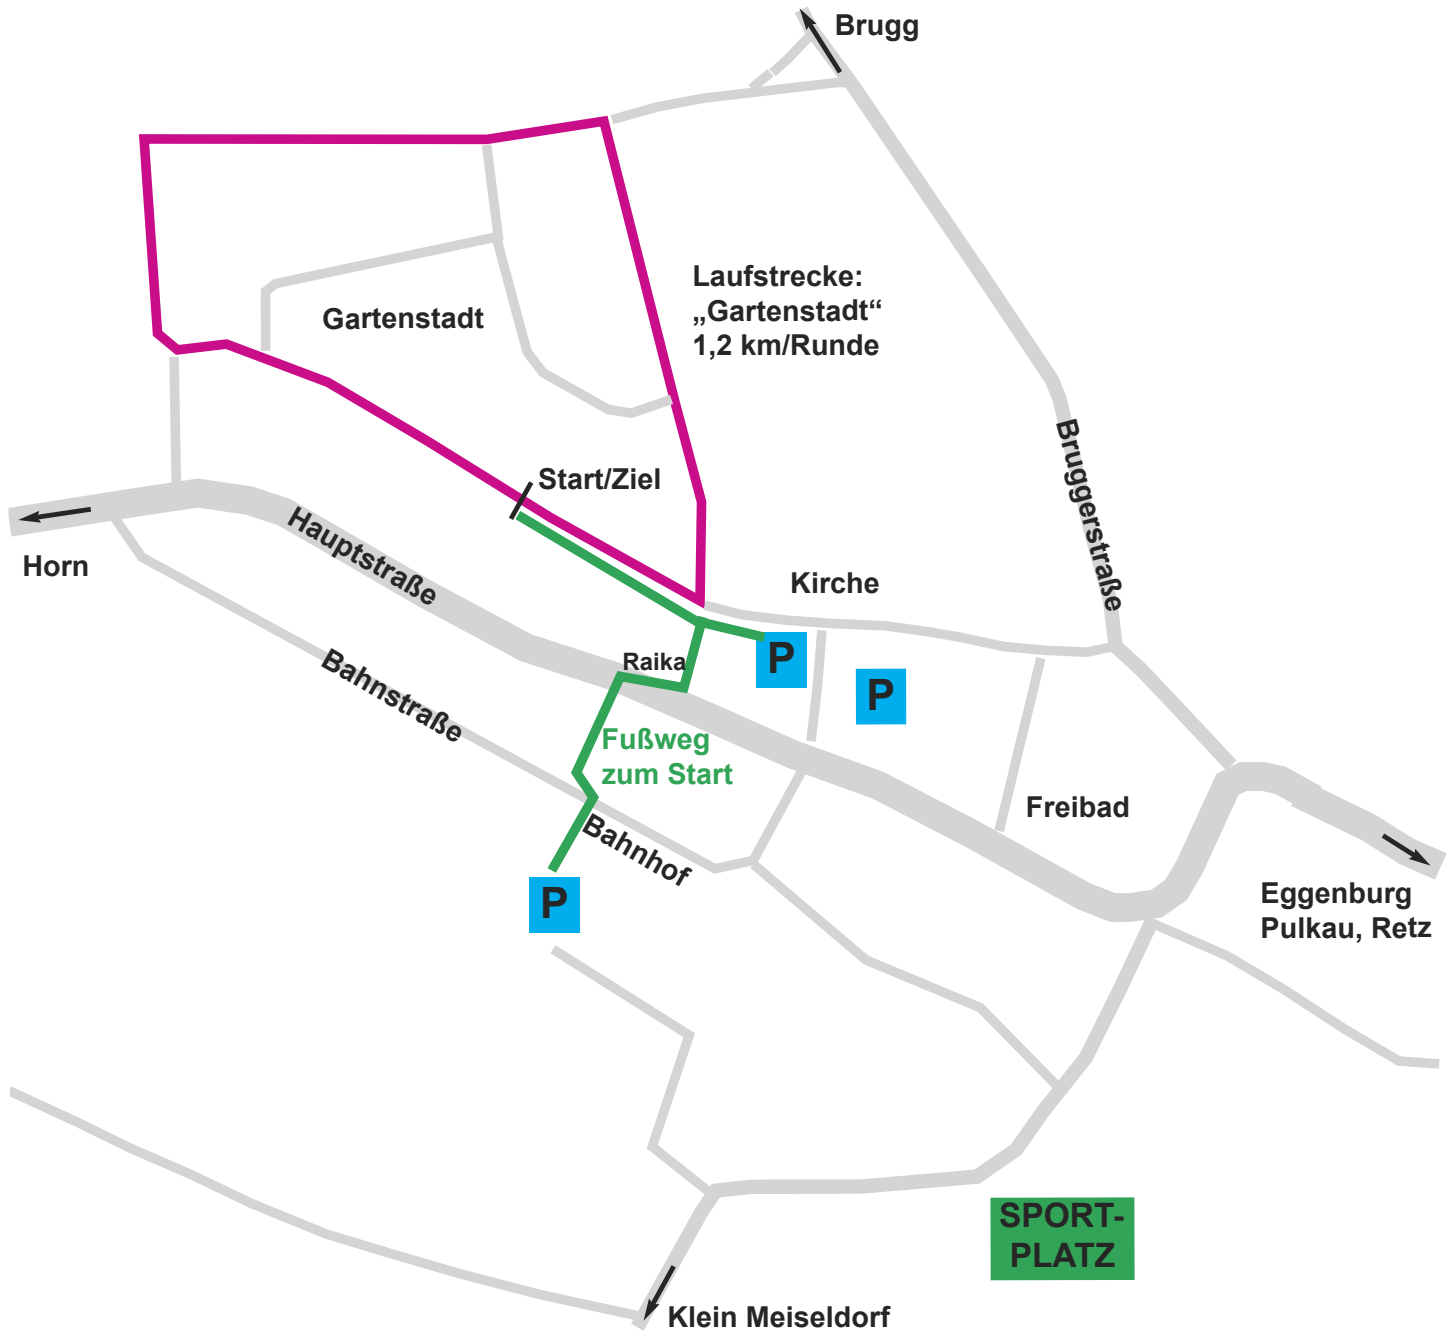 Brugg
Laufstrecke:
„Gartenstadt“
1,2 km/Runde
Gartenstadt
Bruggerstraße
Start/Ziel
Hauptstraße
Horn
Kirche
Raika
P
P
Bahnstraße
Fußweg
zum Start
Freibad
Bahnhof
P
Eggenburg
Pulkau, Retz
SPORT-
PLATZ
Klein Meiseldorf